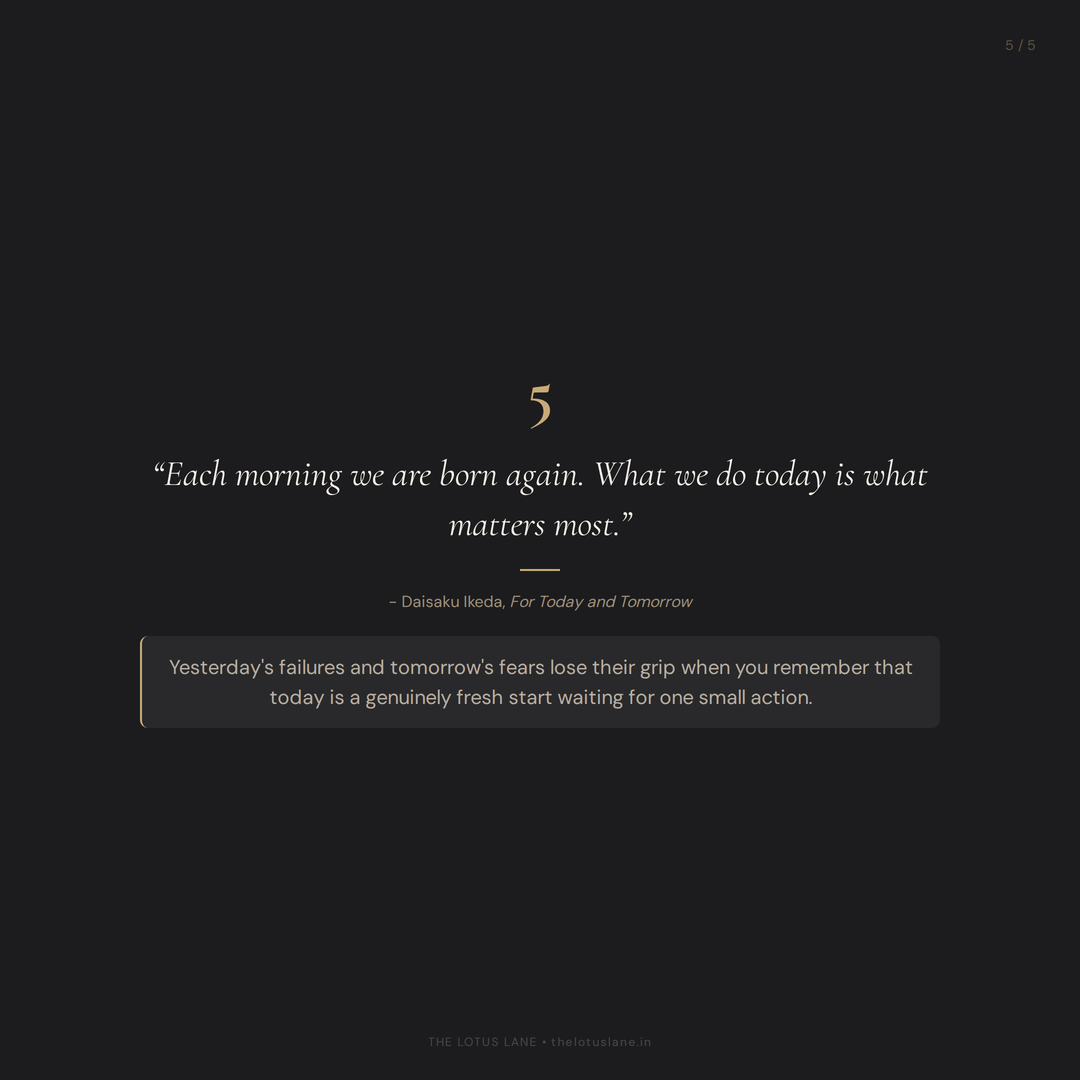 5 / 5
5
“Each morning we are born again. What we do today is what
matters most.”
– Daisaku Ikeda, For Today and Tomorrow
Yesterday's failures and tomorrow's fears lose their grip when you remember that
today is a genuinely fresh start waiting for one small action.
THE LOTUS LANE • thelotuslane.in